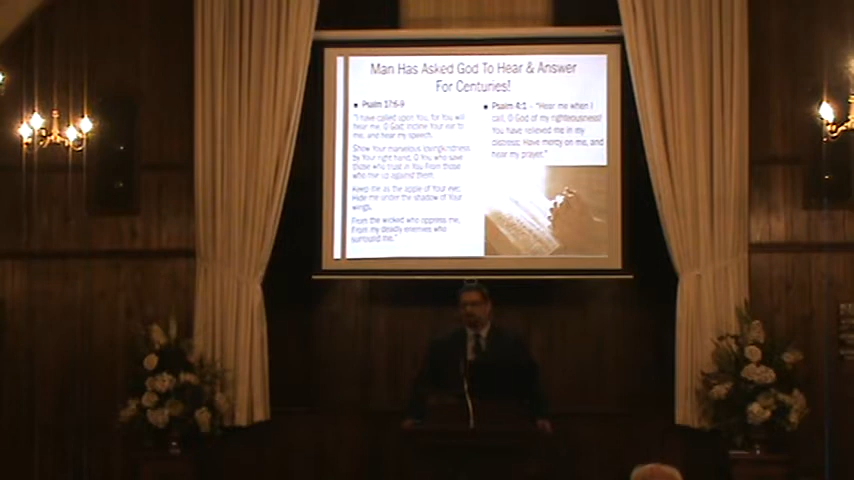 Man Has Asked God To Hear & Answer
For Centuries!
■ Psalm 17:6-9
"I have called upon You, for You will
hear me, O God; Incline Your ear to
me, and hear my speech.
Show Your marvelous lovingkindness
by Your right hand, O You who save
those who trust in You From those
who rise up against them.
Keep me as the apple of Your eye;
Hide me under the shadow of Your
wings,
From the wicked who oppress me,
From my deadly enemies who
surround me."
■ Psalm 4:1 - "Hear me when I
call, O God of my righteousness!
You have relieved me in my
distress; Have mercy on me, and
hear my prayer."